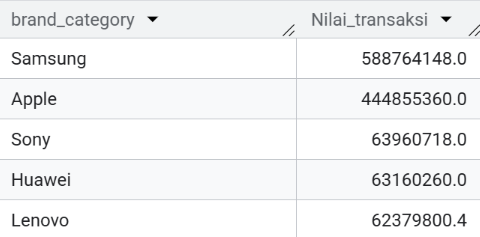 brand_category Nilai_transaksi
Samsung 588764148.0
Apple 444855360.0
Sony 63960718.0
Huawei 63160260.0
Lenovo 62379800.4